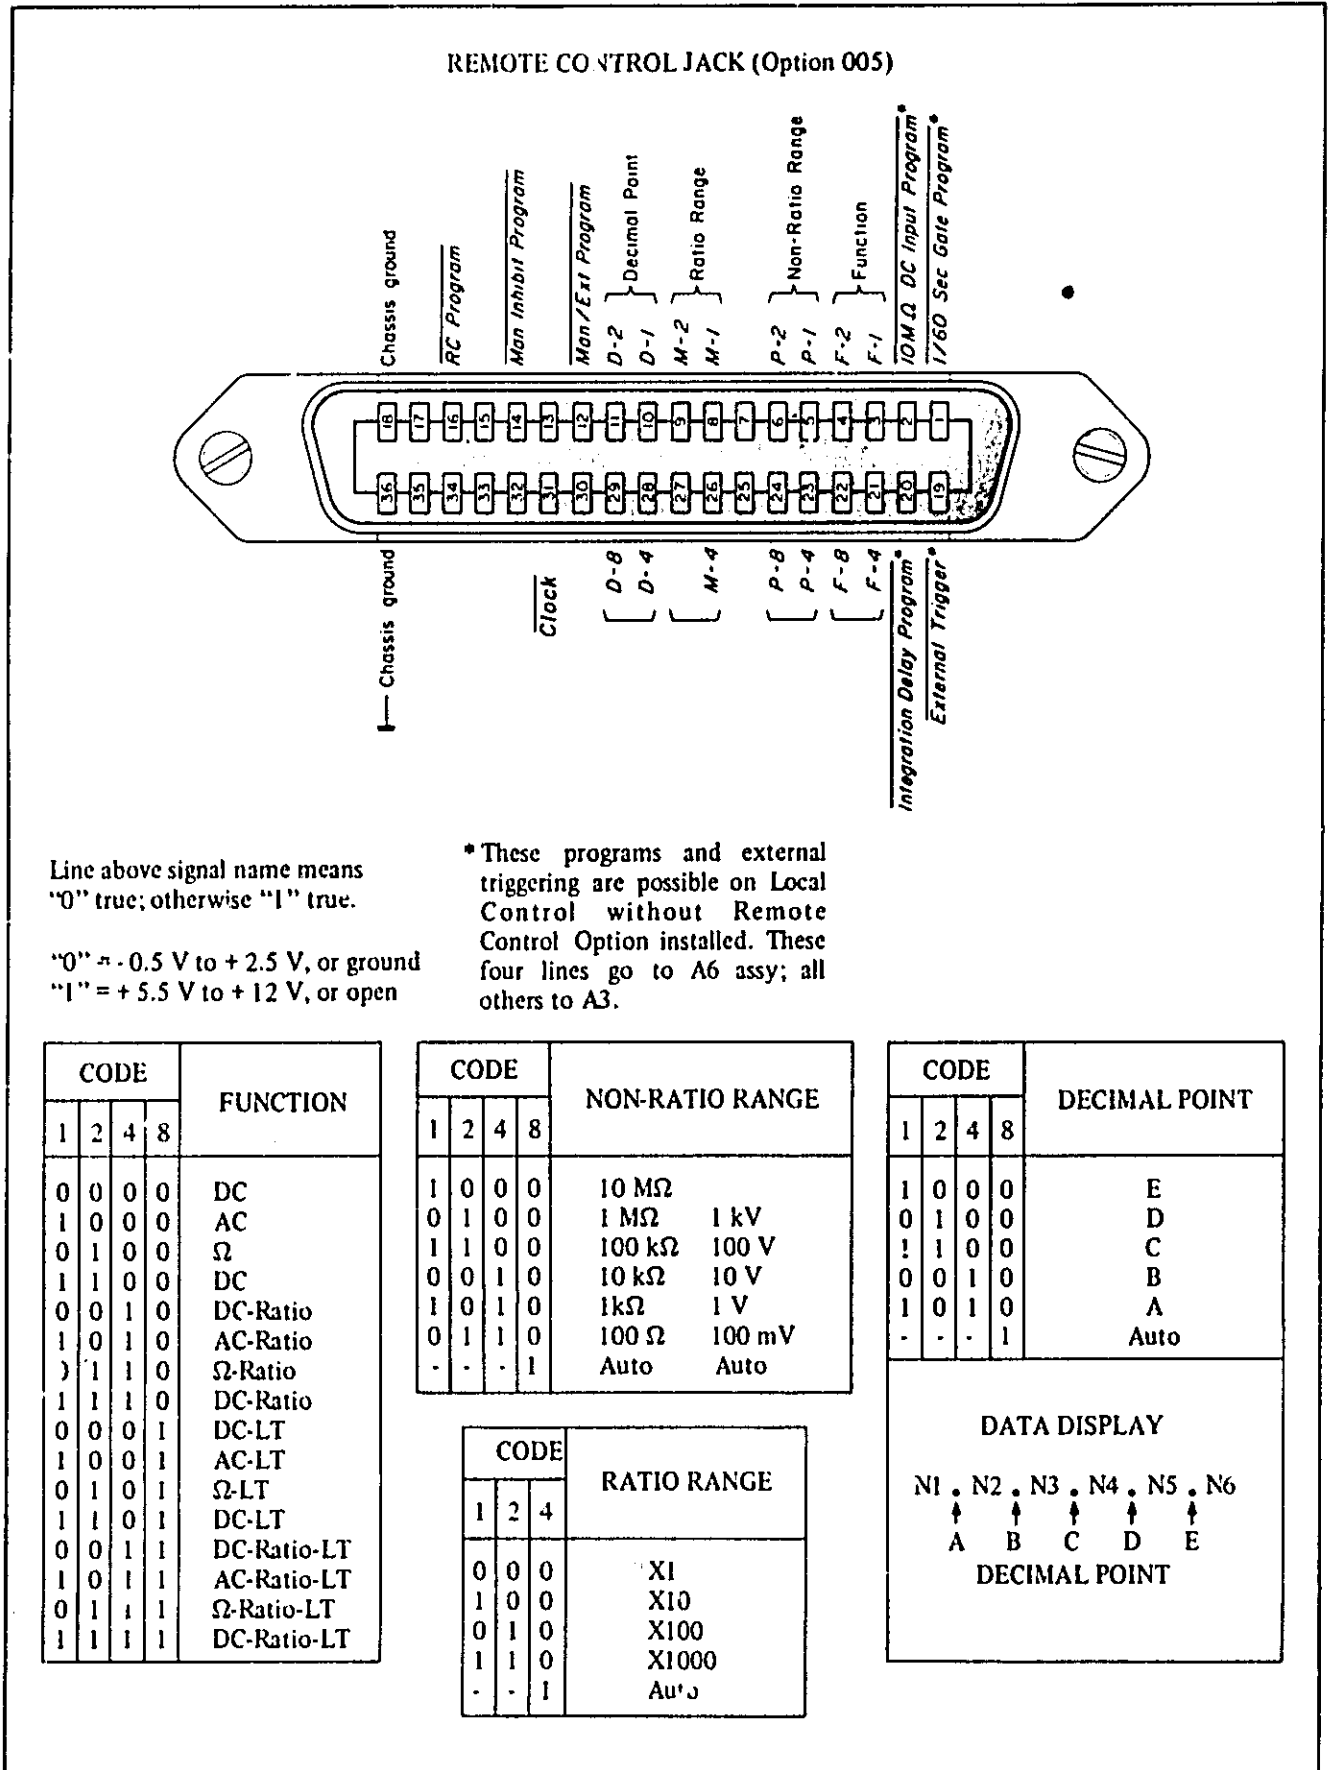 REMOTE CONTROL JACK (Option 005)
Chassis ground
RC Program
Man Inhibit Program
Man/Ext Program
D-2
D-1
Decimal Point
M-2
M-1
Ratio Range
P-2
P-1
Non-Ratio Range
F-2
F-1
Function
10MΩ DC Input Program*
1/60 Sec Gate Program*
18 17 16 15 14 13 12 11 10 9 8 7 6 5 4 3 2 1
36 35 34 33 32 31 30 29 28 27 26 25 24 23 22 21 20 19
Chassis ground
Clock
D-8
D-4
M-4
P-8
P-4
F-8
F-4
Integration Delay Program*
External Trigger*
Line above signal name means
"0" true; otherwise "1" true.
"0" = - 0.5 V to + 2.5 V, or ground
"1" = + 5.5 V to + 12 V, or open
* These programs and external
triggering are possible on Local
Control without Remote
Control Option installed. These
four lines go to A6 assy; all
others to A3.
CODE FUNCTION
1 2 4 8
0 0 0 0 DC
1 0 0 0 AC
0 1 0 0 Ω
1 1 0 0 DC
0 0 1 0 DC-Ratio
1 0 1 0 AC-Ratio
0 1 1 0 Ω-Ratio
1 1 1 0 DC-Ratio
0 0 0 1 DC-LT
1 0 0 1 AC-LT
0 1 0 1 Ω-LT
1 1 0 1 DC-LT
0 0 1 1 DC-Ratio-LT
1 0 1 1 AC-Ratio-LT
0 1 1 1 Ω-Ratio-LT
1 1 1 1 DC-Ratio-LT
CODE NON-RATIO RANGE
1 2 4 8
1 0 0 0 10 MΩ
0 1 0 0 1 MΩ 1 kV
1 1 0 0 100 kΩ 100 V
0 0 1 0 10 kΩ 10 V
1 0 1 0 1kΩ 1 V
0 1 1 0 100 Ω 100 mV
- - - 1 Auto Auto
CODE RATIO RANGE
1 2 4
0 0 0 X1
1 0 0 X10
0 1 0 X100
1 1 0 X1000
- - 1 Auto
CODE DECIMAL POINT
1 2 4 8
1 0 0 0 E
0 1 0 0 D
1 1 0 0 C
0 0 1 0 B
1 0 1 0 A
- - - 1 Auto
DATA DISPLAY
N1 . N2 . N3 . N4 . N5 . N6
A B C D E
DECIMAL POINT